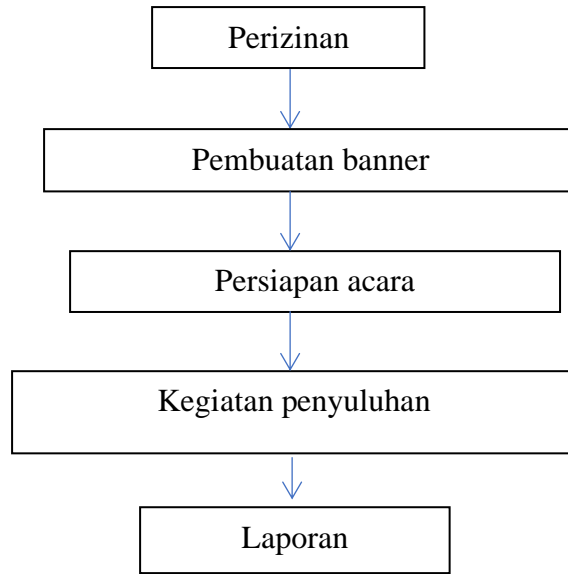 Perizinan
Pembuatan banner
Persiapan acara
Kegiatan penyuluhan
Laporan